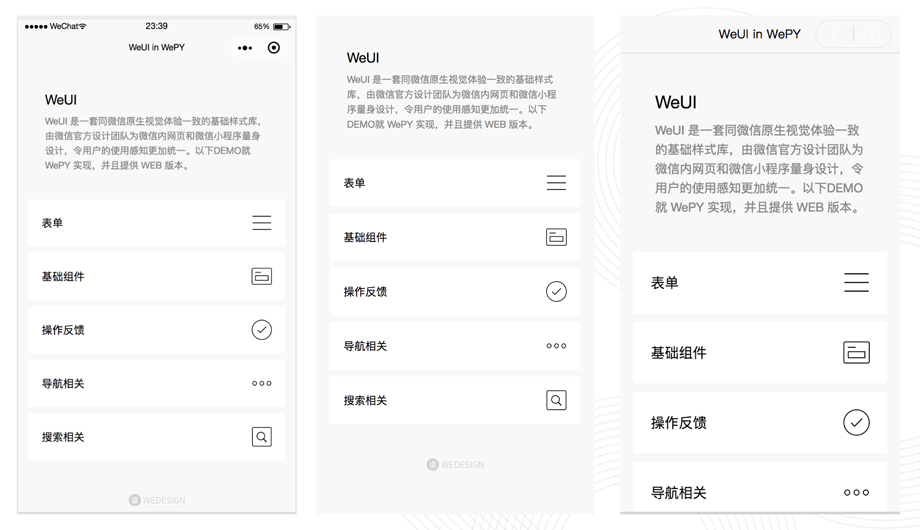 WeChat 23:39 65%
WeUI in WePY
WeUI
WeUI 是一套同微信原生视觉体验一致的基础样式库,
由微信官方设计团队为微信内网页和微信小程序量身
设计，令用户的使用感知更加统一。以下DEMO就
WePY 实现，并且提供 WEB 版本。
表单
基础组件
操作反馈
导航相关
搜索相关
WEDESIGN
WeUI
WeUI 是一套同微信原生视觉体验一致的基础样式
库，由微信官方设计团队为微信内网页和微信小程
序量身设计，令用户的使用感知更加统一。以下
DEMO就 WePY 实现，并且提供 WEB 版本。
表单
基础组件
操作反馈
导航相关
搜索相关
WEDESIGN
WeUI in WePY
WeUI
WeUI 是一套同微信原生视觉体验一致
的基础样式库，由微信官方设计团队为
微信内网页和微信小程序量身设计，令
用户的使用感知更加统一。以下DEMO
就 WePY 实现，并且提供 WEB 版本。
表单
基础组件
操作反馈
导航相关